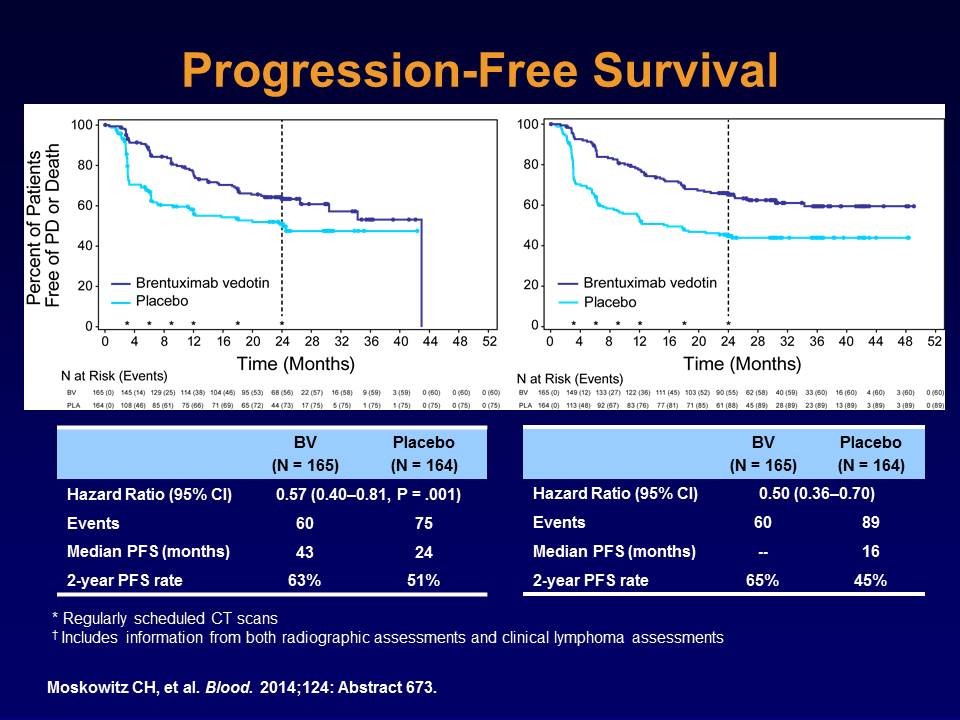 Progression-Free Survival
Percent of Patients
Free of PD or Death
100
80
60
40
20
0
Brentuximab vedotin
Placebo
* * * * * *
0 4 8 12 16 20 24 28 32 36 40 44 48 52
Time (Months)
N at Risk (Events)
BV 165 (0) 145 (14) 129 (25) 114 (38) 104 (46) 95 (53) 68 (56) 22 (57) 16 (58) 9 (59) 3 (59) 0 (60) 0 (60) 0 (60)
PLA 164 (0) 108 (46) 85 (61) 75 (66) 71 (69) 65 (72) 44 (73) 17 (75) 5 (75) 1 (75) 1 (75) 0 (75) 0 (75) 0 (75)
100
80
60
40
20
0
Brentuximab vedotin
Placebo
* * * * * *
0 4 8 12 16 20 24 28 32 36 40 44 48 52
Time (Months)
N at Risk (Events)
BV 165 (0) 149 (12) 133 (27) 122 (36) 111 (45) 103 (52) 90 (55) 62 (58) 40 (59) 33 (60) 16 (60) 4 (60) 3 (60) 0 (60)
PLA 164 (0) 113 (48) 92 (67) 83 (76) 77 (81) 71 (85) 61 (88) 45 (89) 28 (89) 23 (89) 13 (89) 3 (89) 3 (89) 0 (89)
BV Placebo
(N = 165) (N = 164)
Hazard Ratio (95% CI) 0.57 (0.40–0.81, P = .001)
Events 60 75
Median PFS (months) 43 24
2-year PFS rate 63% 51%
BV Placebo
(N = 165) (N = 164)
Hazard Ratio (95% CI) 0.50 (0.36–0.70)
Events 60 89
Median PFS (months) -- 16
2-year PFS rate 65% 45%
* Regularly scheduled CT scans
† Includes information from both radiographic assessments and clinical lymphoma assessments
Moskowitz CH, et al. Blood. 2014;124: Abstract 673.